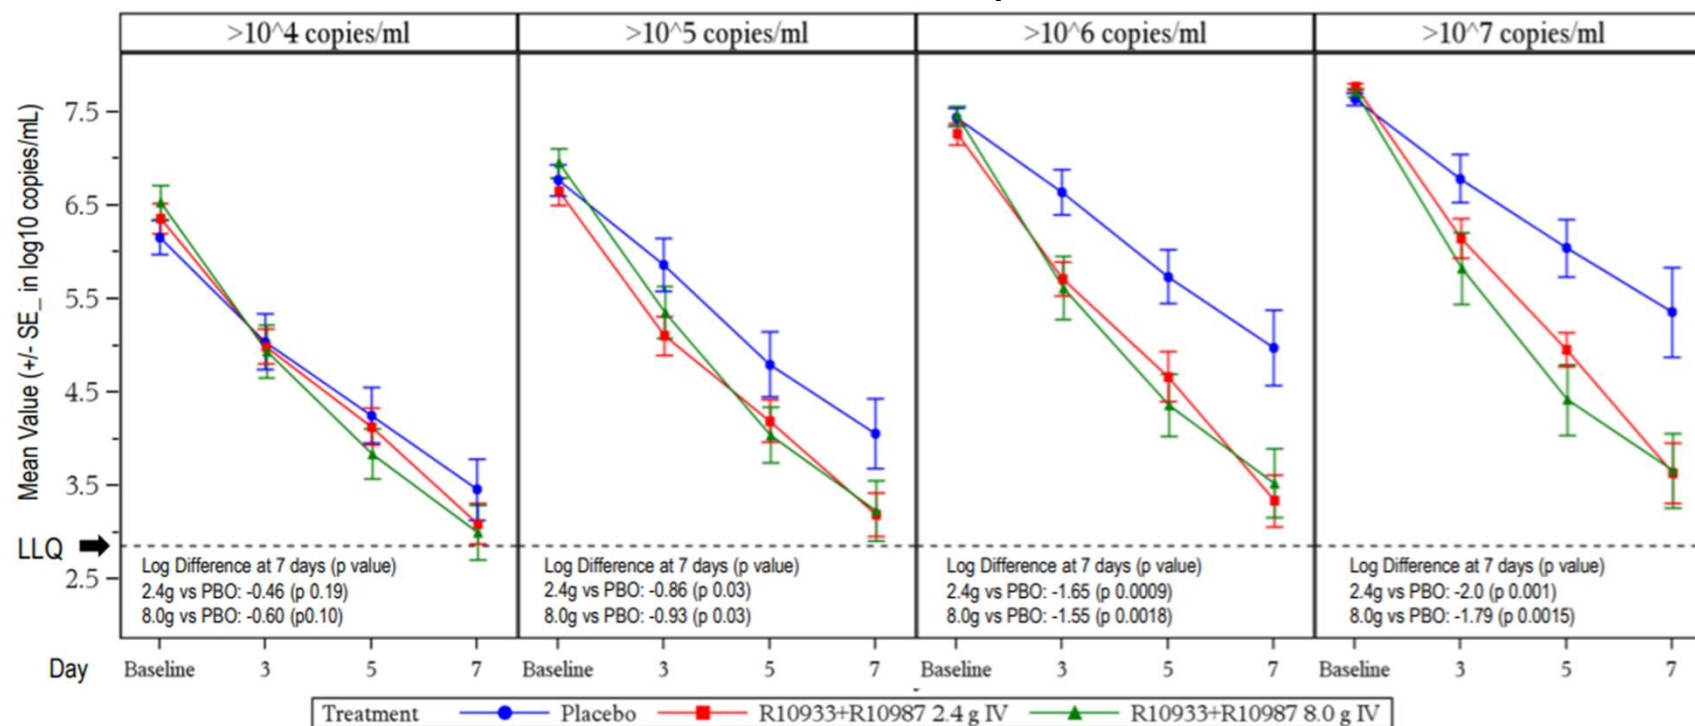 >10^4 copies/ml >10^5 copies/ml >10^6 copies/ml >10^7 copies/ml
Mean Value (+/- SE_ in log10 copies/mL)
7.5
6.5
5.5
4.5
3.5
LLQ
2.5
Log Difference at 7 days (p value)
2.4g vs PBO: -0.46 (p 0.19)
8.0g vs PBO: -0.60 (p0.10)
Log Difference at 7 days (p value)
2.4g vs PBO: -0.86 (p 0.03)
8.0g vs PBO: -0.93 (p 0.03)
Log Difference at 7 days (p value)
2.4g vs PBO: -1.65 (p 0.0009)
8.0g vs PBO: -1.55 (p 0.0018)
Log Difference at 7 days (p value)
2.4g vs PBO: -2.0 (p 0.001)
8.0g vs PBO: -1.79 (p 0.0015)
Day Baseline 3 5 7 Baseline 3 5 7 Baseline 3 5 7 Baseline 3 5 7
Treatment Placebo R10933+R10987 2.4 g IV R10933+R10987 8.0 g IV